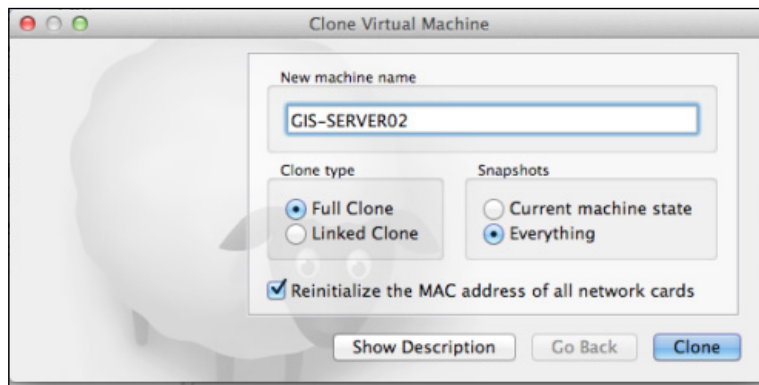 Clone Virtual Machine
New machine name
GIS-SERVER02
Clone type
Full Clone
Linked Clone
Snapshots
Current machine state
Everything
Reinitialize the MAC address of all network cards
Show Description
Go Back
Clone